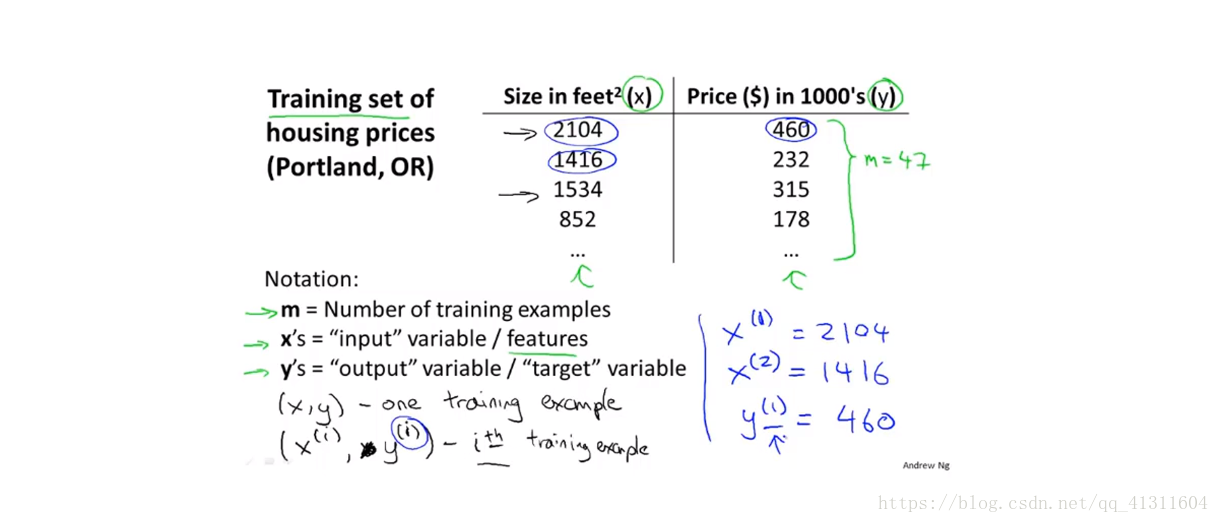 Training set of
housing prices
(Portland, OR)
Size in feet² (x) Price ($) in 1000's (y)
2104 460
1416 232
1534 315
852 178
... ...
m = 47
Notation:
m = Number of training examples
x's = "input" variable / features
y's = "output" variable / "target" variable
(x,y) - one training example
(x^(i), y^(i)) - i^th training example
x^(1) = 2104
x^(2) = 1416
y^(1) = 460
Andrew Ng
https://blog.csdn.net/qq_41311604